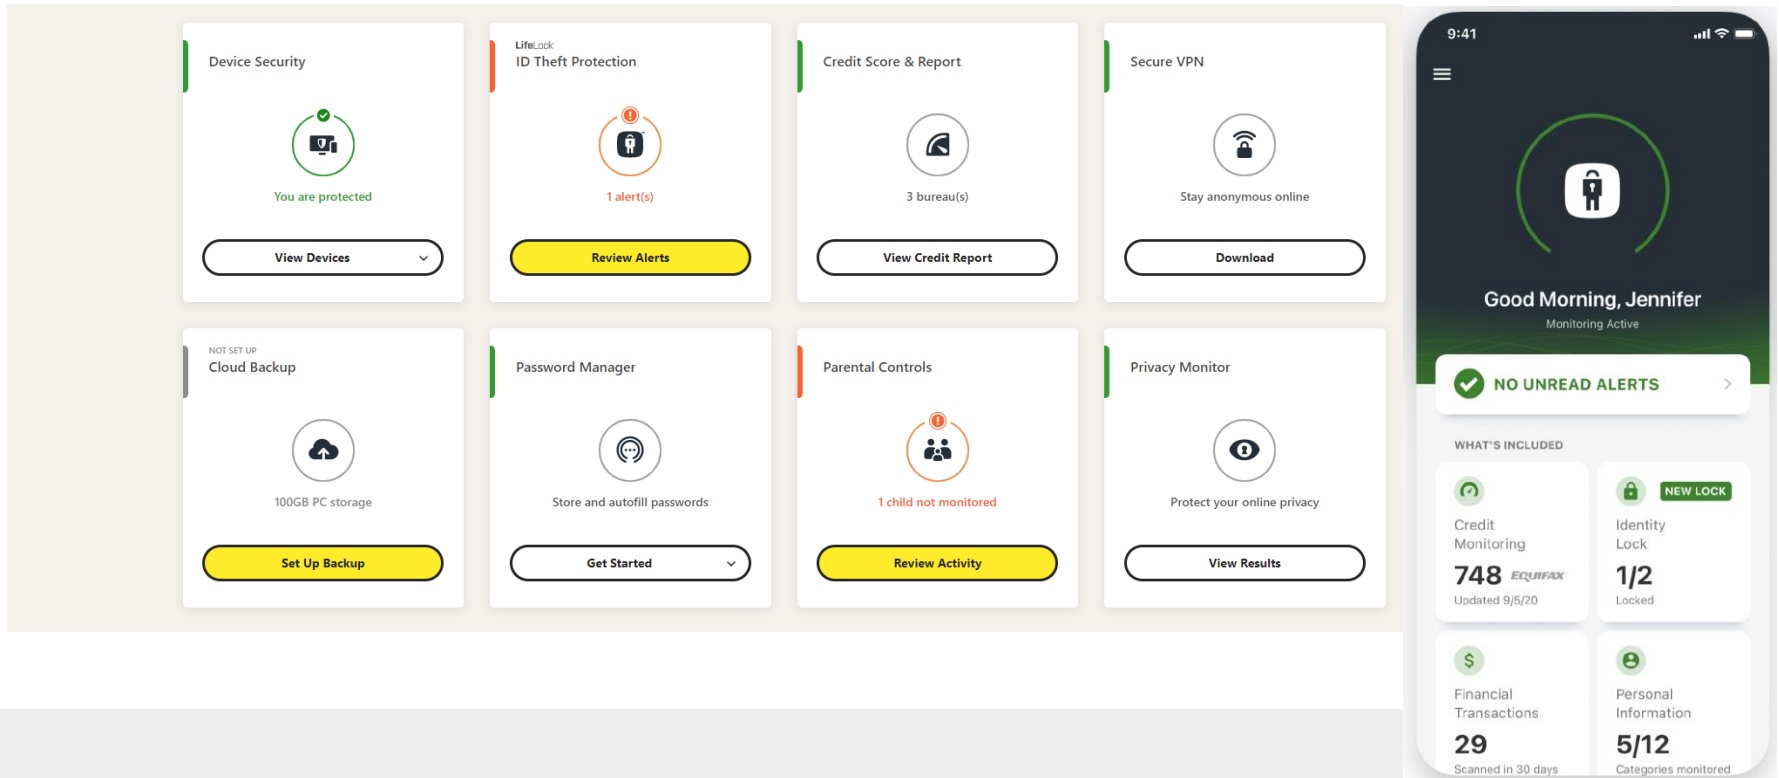 Device Security
You are protected
View Devices
LifeLock
ID Theft Protection
1 alert(s)
Review Alerts
Credit Score & Report
3 bureau(s)
View Credit Report
Secure VPN
Stay anonymous online
Download
NOT SET UP
Cloud Backup
100GB PC storage
Set Up Backup
Password Manager
Store and autofill passwords
Get Started
Parental Controls
1 child not monitored
Review Activity
Privacy Monitor
Protect your online privacy
View Results
9:41
Good Morning, Jennifer
Monitoring Active
NO UNREAD ALERTS
WHAT'S INCLUDED
Credit
Monitoring
748 EQUIFAX
Updated 9/5/20
NEW LOCK
Identity
Lock
1/2
Locked
$
Financial
Transactions
29
Scanned in 30 days
Personal
Information
5/12
Categories monitored